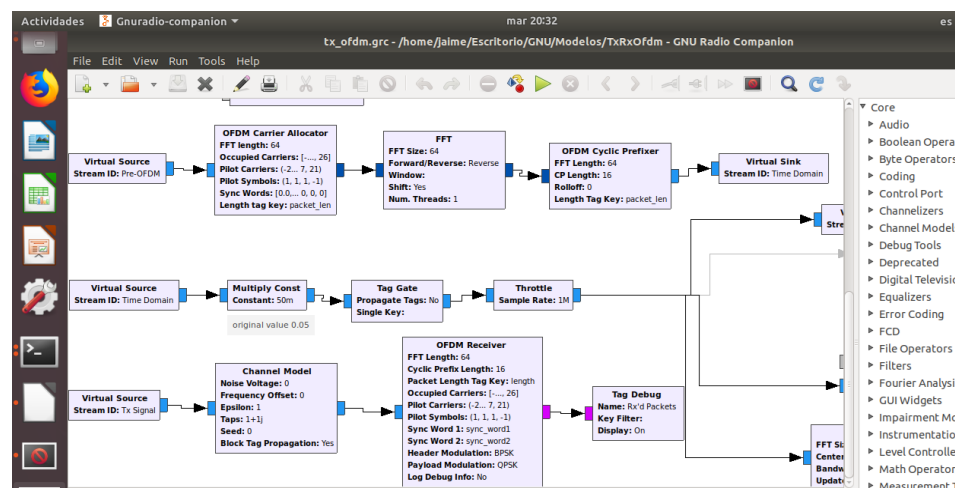 Actividades
Gnuradio-companion
mar 20:32
es
tx_ofdm.grc - /home/jaime/Escritorio/GNU/Modelos/TxRxOfdm - GNU Radio Companion
File Edit View Run Tools Help
OFDM Carrier Allocator
FFT length: 64
Occupied Carriers: [-..., 26]
Pilot Carriers: (-2... 7, 21)
Pilot Symbols: (1, 1, 1, -1)
Sync Words: [0.0,... 0, 0, 0]
Length tag key: packet_len
FFT
FFT Size: 64
Forward/Reverse: Reverse
Window:
Shift: Yes
Num. Threads: 1
OFDM Cyclic Prefixer
FFT Length: 64
CP Length: 16
Rolloff: 0
Length Tag Key: packet_len
Virtual Source
Stream ID: Pre-OFDM
Virtual Sink
Stream ID: Time Domain
Stre
Virtual Source
Stream ID: Time Domain
Multiply Const
Constant: 50m
original value 0.05
Tag Gate
Propagate Tags: No
Single Key:
Throttle
Sample Rate: 1M
Virtual Source
Stream ID: Tx Signal
Channel Model
Noise Voltage: 0
Frequency Offset: 0
Epsilon: 1
Taps: 1+1j
Seed: 0
Block Tag Propagation: Yes
OFDM Receiver
FFT Length: 64
Cyclic Prefix Length: 16
Packet Length Tag Key: length
Occupied Carriers: [-..., 26]
Pilot Carriers: (-2... 7, 21)
Pilot Symbols: (1, 1, 1, -1)
Sync Word 1: sync_word1
Sync Word 2: sync_word2
Header Modulation: BPSK
Payload Modulation: QPSK
Log Debug Info: No
Tag Debug
Name: Rx'd Packets
Key Filter:
Display: On
FFT Si
Center
Bandw
Updat
Core
Audio
Boolean Opera
Byte Operators
Coding
Control Port
Channelizers
Channel Model
Debug Tools
Deprecated
Digital Televisi
Equalizers
Error Coding
FCD
File Operators
Filters
Fourier Analysi
GUI Widgets
Impairment Mo
Instrumentatio
Level Controlle
Math Operator
Measurement T